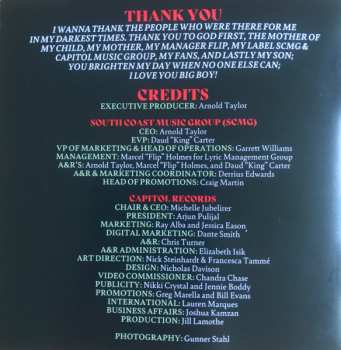 THANK YOU
I WANNA THANK THE PEOPLE WHO WERE THERE FOR ME
IN MY DARKEST TIMES. THANK YOU TO GOD FIRST, THE MOTHER OF
MY CHILD, MY MOTHER, MY MANAGER FLIP, MY LABEL SCMG &
CAPITOL MUSIC GROUP, MY FANS, AND LASTLY MY SON;
YOU BRIGHTEN MY DAY WHEN NO ONE ELSE CAN;
I LOVE YOU BIG BOY!
CREDITS
EXECUTIVE PRODUCER: Arnold Taylor
SOUTH COAST MUSIC GROUP (SCMG)
CEO: Arnold Taylor
EVP: Daud "King" Carter
VP OF MARKETING & HEAD OF OPERATIONS: Garrett Williams
MANAGEMENT: Marcel "Flip" Holmes for Lyric Management Group
A&R'S: Arnold Taylor, Marcel "Flip" Holmes, and Daud "King" Carter
A&R & MARKETING COORDINATOR: Derrius Edwards
HEAD OF PROMOTIONS: Craig Martin
CAPITOL RECORDS
CHAIR & CEO: Michelle Jubelirer
PRESIDENT: Arjun Pulijal
MARKETING: Ray Alba and Jessica Eason
DIGITAL MARKETING: Dante Smith
A&R: Chris Turner
A&R ADMINISTRATION: Elizabeth Isik
ART DIRECTION: Nick Steinhardt & Francesca Tammé
DESIGN: Nicholas Davison
VIDEO COMMISSIONER: Chandra Chase
PUBLICITY: Nikki Crystal and Jennie Boddy
PROMOTIONS: Greg Marella and Bill Evans
INTERNATIONAL: Lauren Marques
BUSINESS AFFAIRS: Joshua Kamzan
PRODUCTION: Jill Lamothe
PHOTOGRAPHY: Gunner Stahl